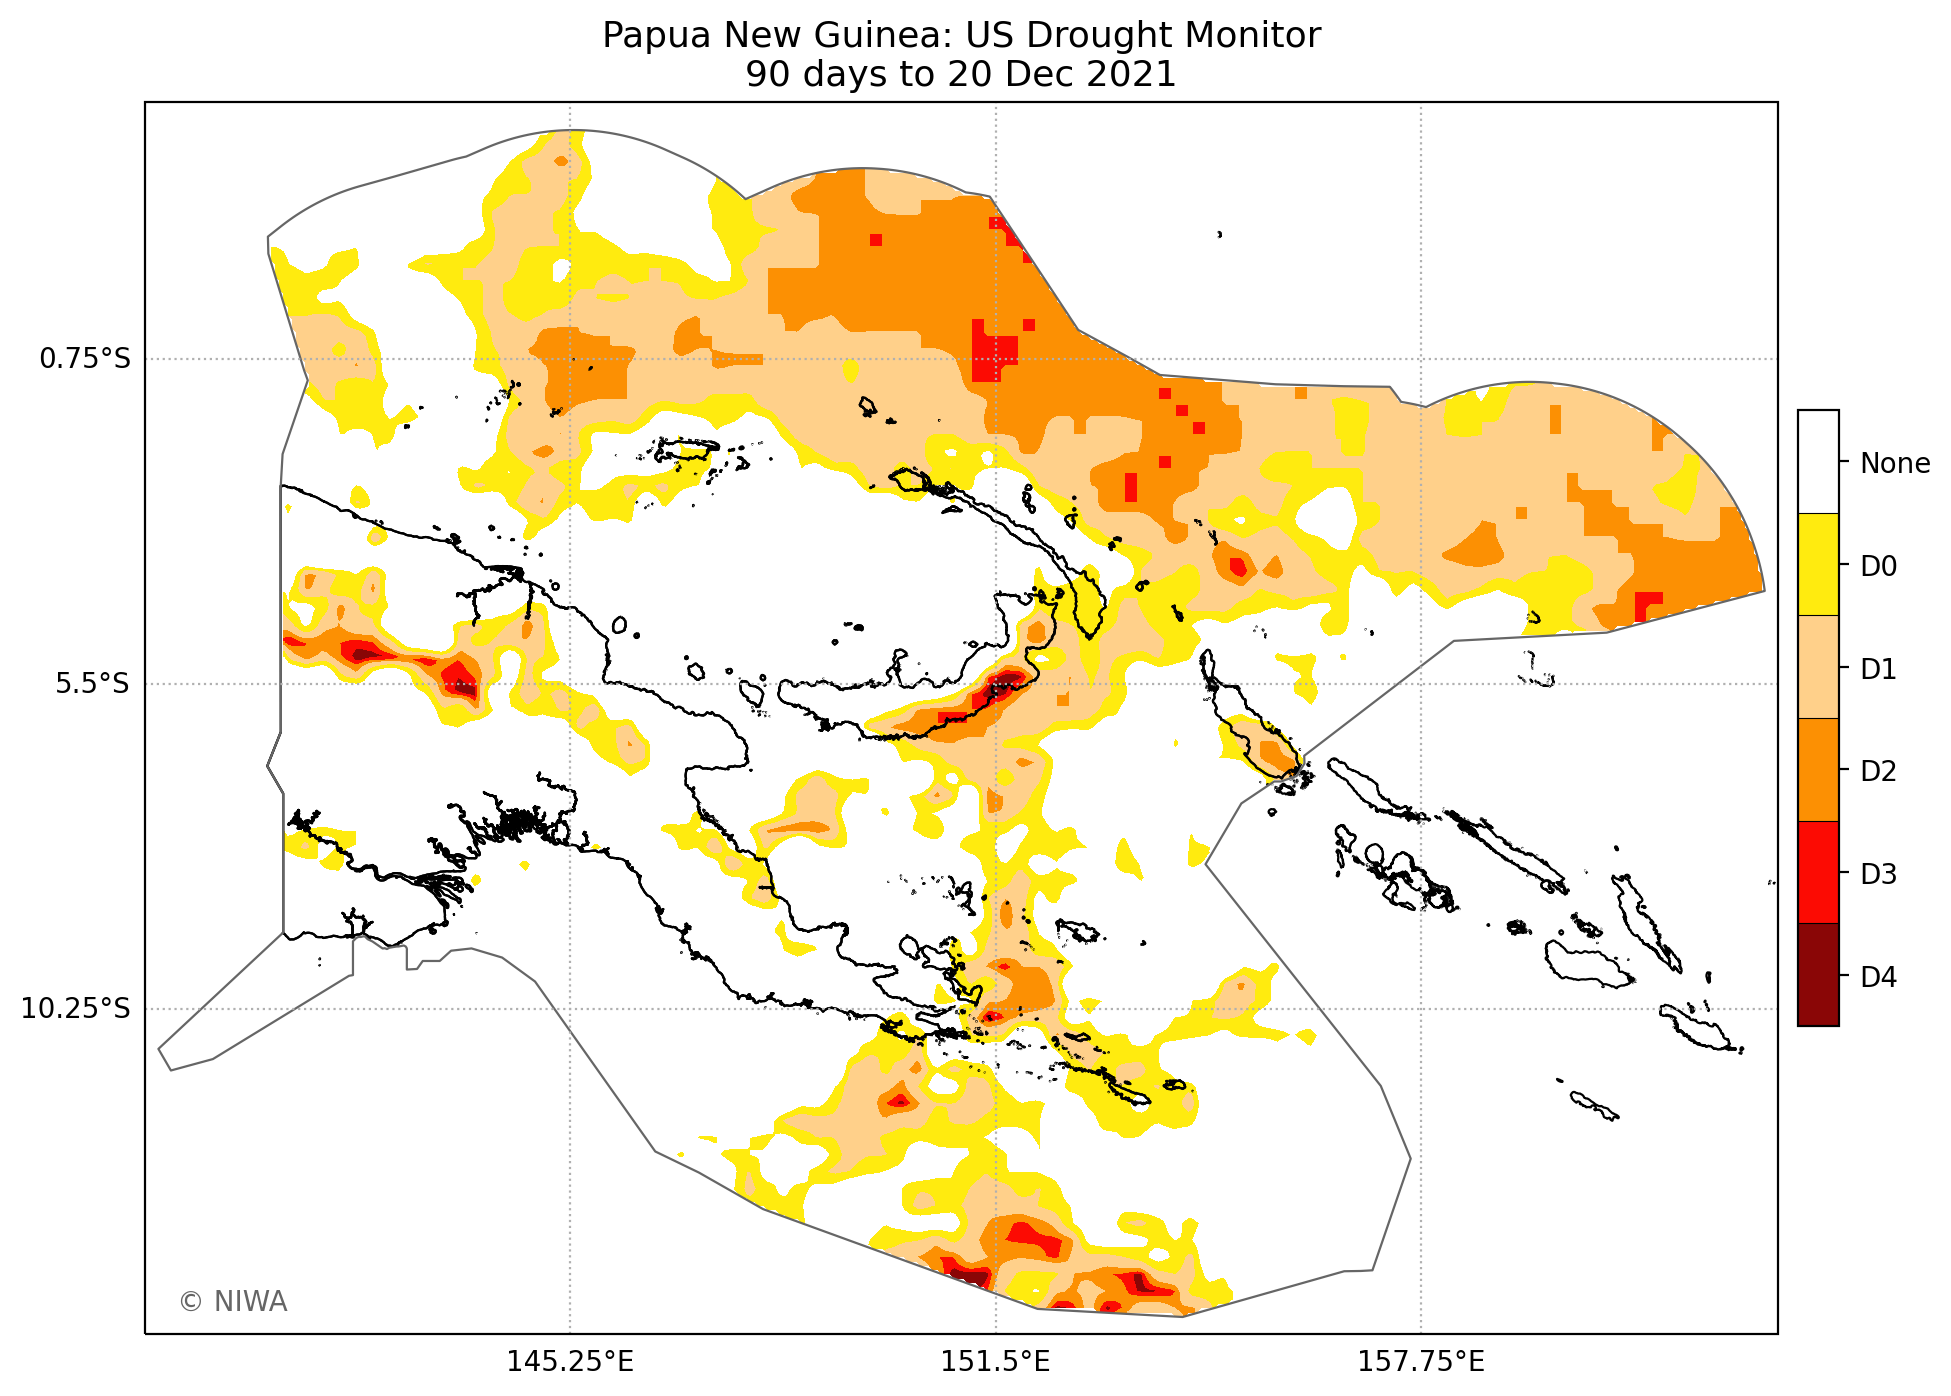 Papua New Guinea: US Drought Monitor
90 days to 20 Dec 2021
0.75°S
5.5°S
10.25°S
145.25°E
151.5°E
157.75°E
None
D0
D1
D2
D3
D4
© NIWA